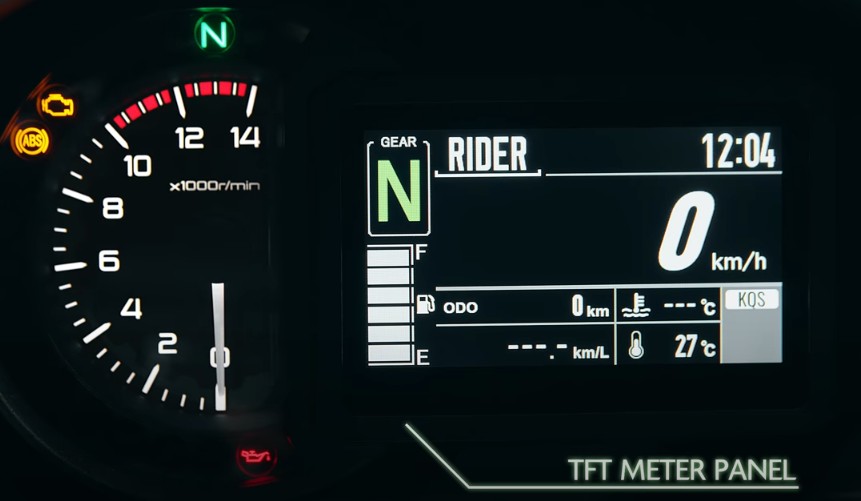 N
ABS
12 14
10
x1000r/min
8
6
4
2
0
GEAR
N
RIDER
12:04
0 km/h
F
E
ODO 0 km
---°C
KQS
---.- km/L
27°C
TFT METER PANEL